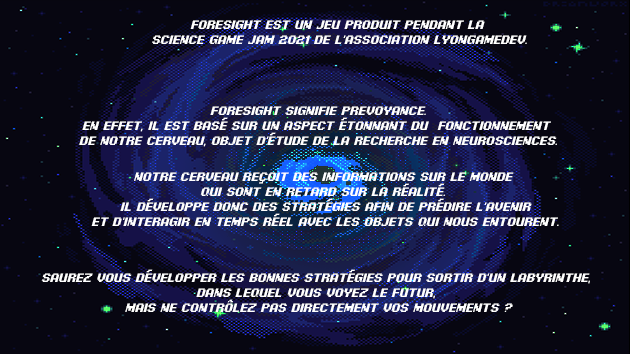 FORESIGHT EST UN JEU PRODUIT PENDANT LA
SCIENCE GAME JAM 2021 DE L'ASSOCIATION LYONGAMEDEV.
FORESIGHT SIGNIFIE PREVOYANCE.
EN EFFET, IL EST BASÉ SUR UN ASPECT ÉTONNANT DU FONCTIONNEMENT
DE NOTRE CERVEAU, OBJET D'ÉTUDE DE LA RECHERCHE EN NEUROSCIENCES.
NOTRE CERVEAU REÇOIT DES INFORMATIONS SUR LE MONDE
QUI SONT EN RETARD SUR LA RÉALITÉ.
IL DÉVELOPPE DONC DES STRATÉGIES AFIN DE PRÉDIRE L'AVENIR
ET D'INTERAGIR EN TEMPS RÉEL AVEC LES OBJETS QUI NOUS ENTOURENT.
SAUREZ VOUS DÉVELOPPER LES BONNES STRATÉGIES POUR SORTIR D'UN LABYRINTHE,
DANS LEQUEL VOUS VOYEZ LE FUTUR,
MAIS NE CONTRÔLEZ PAS DIRECTEMENT VOS MOUVEMENTS ?